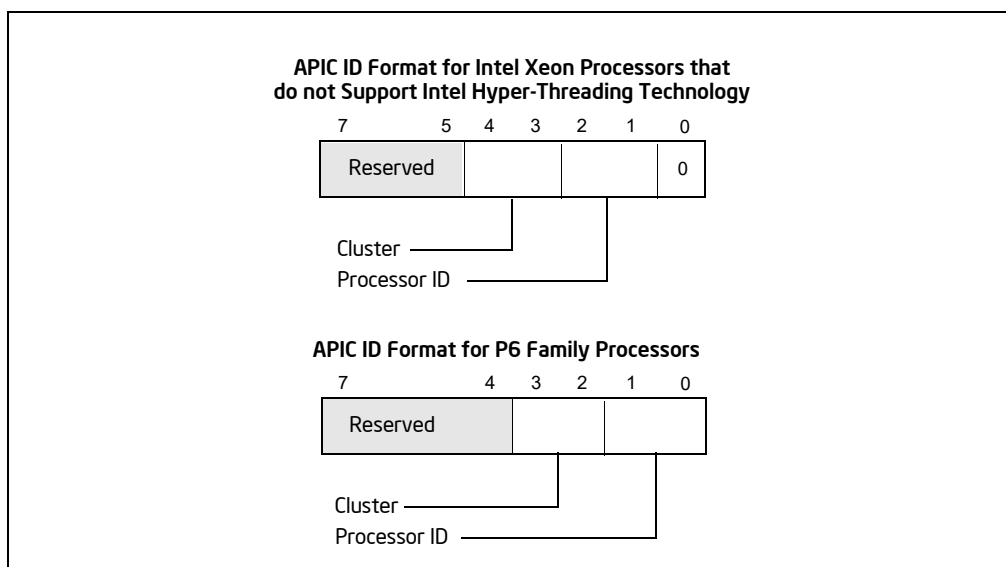 APIC ID Format for Intel Xeon Processors that
do not Support Intel Hyper-Threading Technology
7 5 4 3 2 1 0
Reserved 0
Cluster
Processor ID
APIC ID Format for P6 Family Processors
7 4 3 2 1 0
Reserved
Cluster
Processor ID